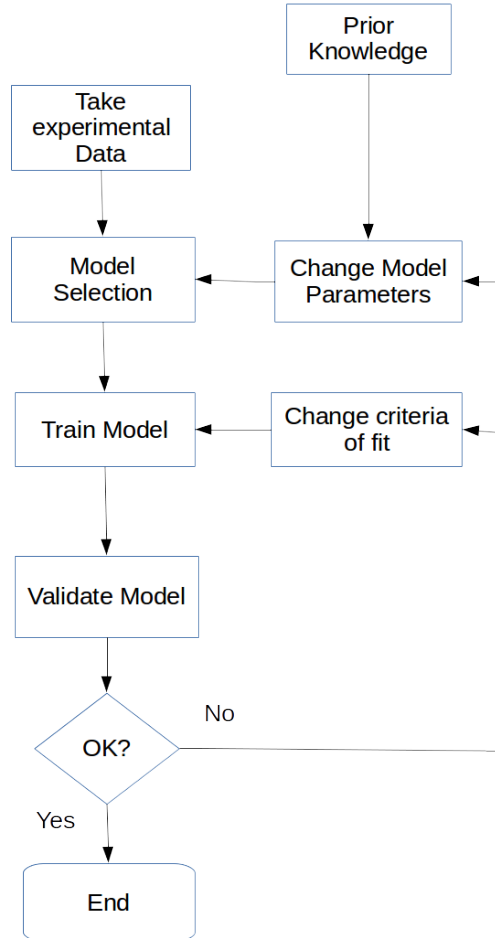 Prior
Knowledge
Take
experimental
Data
Model
Selection
Change Model
Parameters
Train Model
Change criteria
of fit
Validate Model
No
OK?
Yes
End